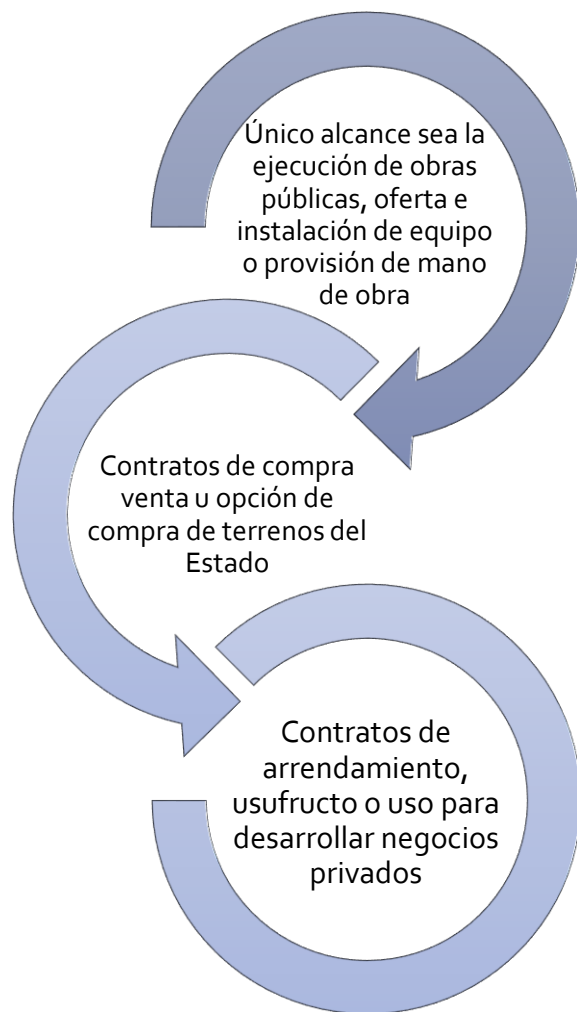 Único alcance sea la
ejecución de obras
públicas, oferta e
instalación de equipo
o provisión de mano
de obra
Contratos de compra
venta u opción de
compra de terrenos del
Estado
Contratos de
arrendamiento,
usufructo o uso para
desarrollar negocios
privados